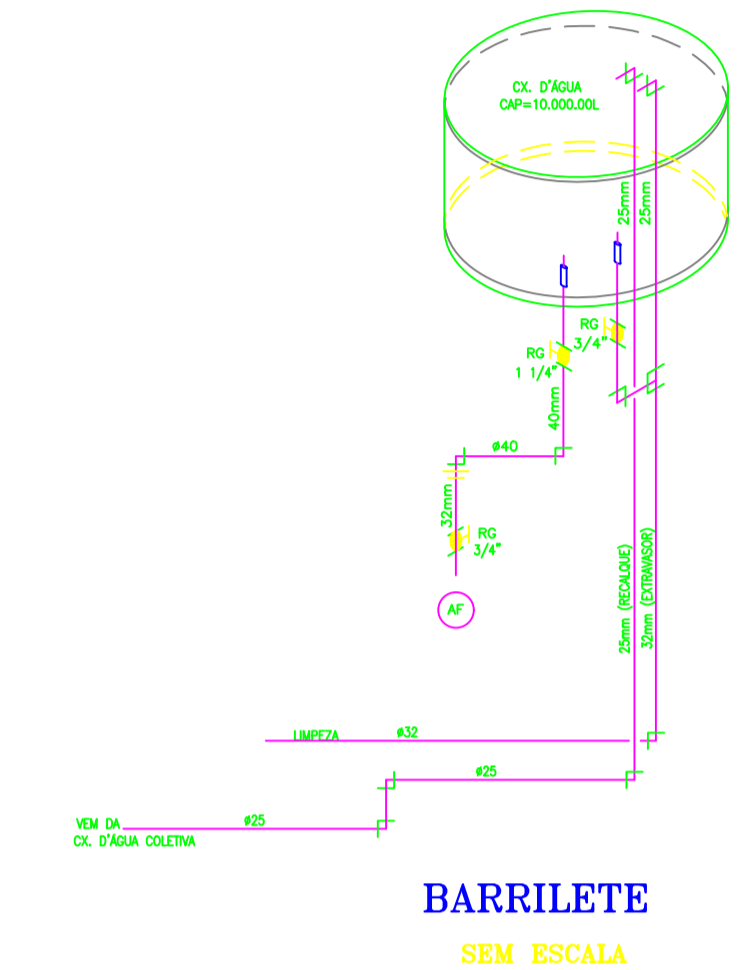 CX. D'ÁGUA
CAP=10.000.00L
25mm
25mm
RG
3/4"
RG
1 1/4"
40mm
ø40
32mm
RG
3/4"
AF
25mm (RECALQUE)
32mm (EXTRAVASOR)
LIMPEZA
ø32
ø25
VEM DA
CX. D'ÁGUA COLETIVA
ø25
BARRILETE
SEM ESCALA